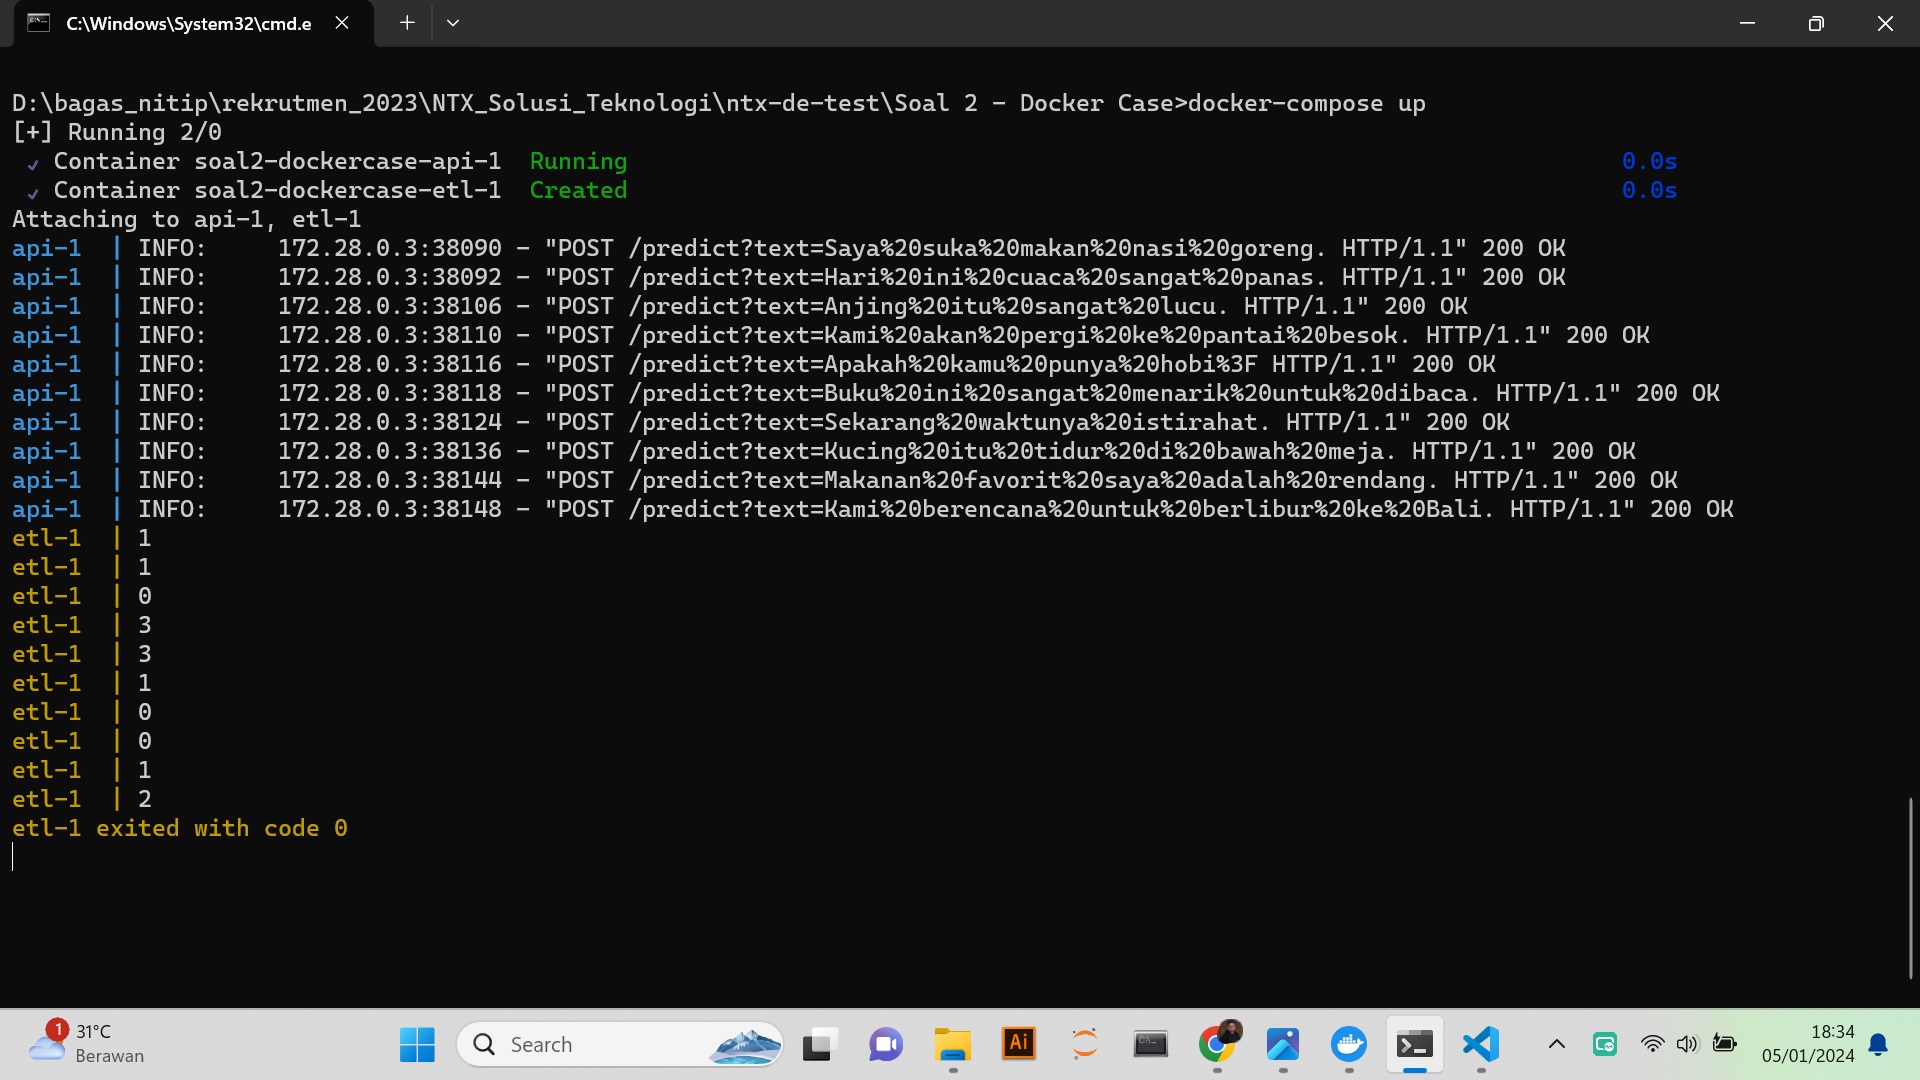 C:\Windows\System32\cmd.e
D:\bagas_nitip\rekrutmen_2023\NTX_Solusi_Teknologi\ntx-de-test\Soal 2 - Docker Case>docker-compose up
[+] Running 2/0
✓ Container soal2-dockercase-api-1  Running 0.0s
✓ Container soal2-dockercase-etl-1  Created 0.0s
Attaching to api-1, etl-1
api-1  | INFO:     172.28.0.3:38090 - "POST /predict?text=Saya%20suka%20makan%20nasi%20goreng. HTTP/1.1" 200 OK
api-1  | INFO:     172.28.0.3:38092 - "POST /predict?text=Hari%20ini%20cuaca%20sangat%20panas. HTTP/1.1" 200 OK
api-1  | INFO:     172.28.0.3:38106 - "POST /predict?text=Anjing%20itu%20sangat%20lucu. HTTP/1.1" 200 OK
api-1  | INFO:     172.28.0.3:38110 - "POST /predict?text=Kami%20akan%20pergi%20ke%20pantai%20besok. HTTP/1.1" 200 OK
api-1  | INFO:     172.28.0.3:38116 - "POST /predict?text=Apakah%20kamu%20punya%20hobi%3F HTTP/1.1" 200 OK
api-1  | INFO:     172.28.0.3:38118 - "POST /predict?text=Buku%20ini%20sangat%20menarik%20untuk%20dibaca. HTTP/1.1" 200 OK
api-1  | INFO:     172.28.0.3:38124 - "POST /predict?text=Sekarang%20waktunya%20istirahat. HTTP/1.1" 200 OK
api-1  | INFO:     172.28.0.3:38136 - "POST /predict?text=Kucing%20itu%20tidur%20di%20bawah%20meja. HTTP/1.1" 200 OK
api-1  | INFO:     172.28.0.3:38144 - "POST /predict?text=Makanan%20favorit%20saya%20adalah%20rendang. HTTP/1.1" 200 OK
api-1  | INFO:     172.28.0.3:38148 - "POST /predict?text=Kami%20berencana%20untuk%20berlibur%20ke%20Bali. HTTP/1.1" 200 OK
etl-1  | 1
etl-1  | 1
etl-1  | 0
etl-1  | 3
etl-1  | 3
etl-1  | 1
etl-1  | 0
etl-1  | 0
etl-1  | 1
etl-1  | 2
etl-1 exited with code 0
1
31°C
Berawan
Search
Ai
18:34
05/01/2024